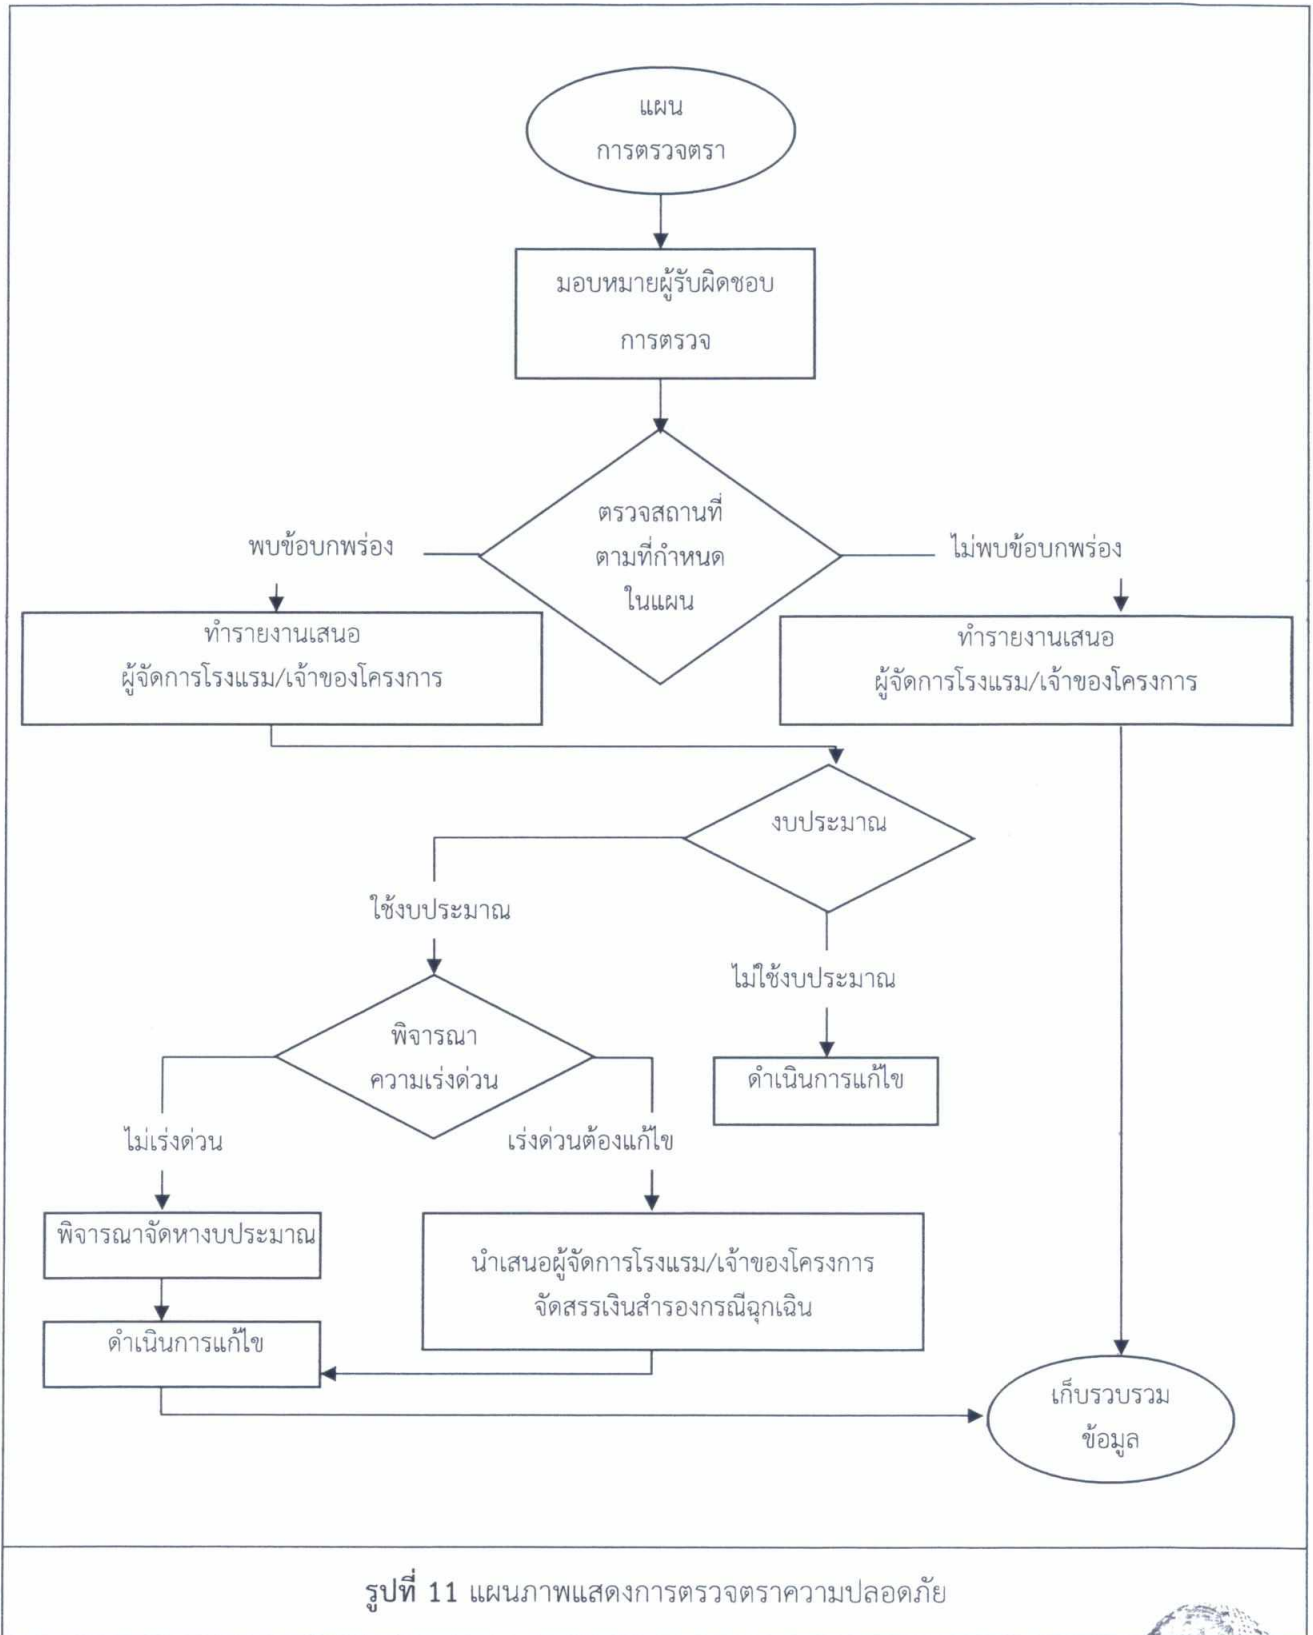 แผน
การตรวจตรา
มอบหมายผู้รับผิดชอบ
การตรวจ
ตรวจสถานที่
ตามที่กำหนด
ในแผน
พบข้อบกพร่อง
ไม่พบข้อบกพร่อง
ทำรายงานเสนอ
ผู้จัดการโรงแรม/เจ้าของโครงการ
ทำรายงานเสนอ
ผู้จัดการโรงแรม/เจ้าของโครงการ
งบประมาณ
ใช้งบประมาณ
ไม่ใช้งบประมาณ
พิจารณา
ความเร่งด่วน
ดำเนินการแก้ไข
ไม่เร่งด่วน
เร่งด่วนต้องแก้ไข
พิจารณาจัดหางบประมาณ
นำเสนอผู้จัดการโรงแรม/เจ้าของโครงการ
จัดสรรเงินสำรองกรณีฉุกเฉิน
ดำเนินการแก้ไข
เก็บรวบรวม
ข้อมูล
รูปที่ 11 แผนภาพแสดงการตรวจตราความปลอดภัย